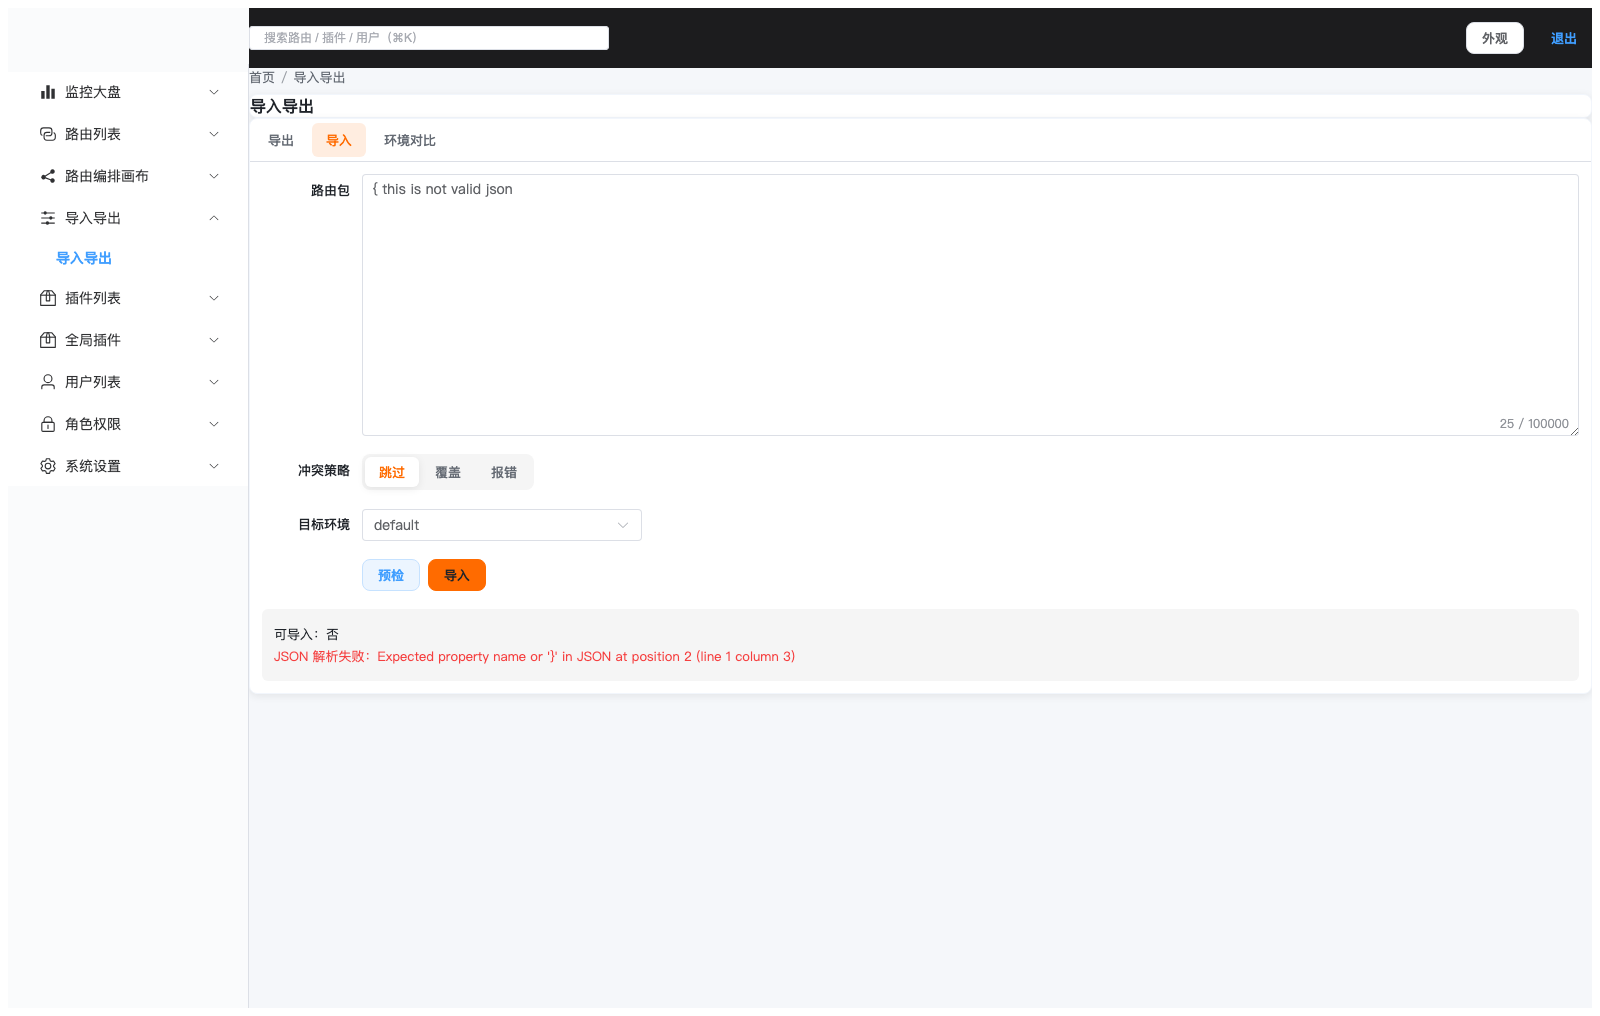 搜索路由 / 插件 / 用户（⌘K）
外观
退出
监控大盘
路由列表
路由编排画布
导入导出
导入导出
插件列表
全局插件
用户列表
角色权限
系统设置
首页 / 导入导出
导入导出
导出
导入
环境对比
路由包
{ this is not valid json
25 / 100000
冲突策略
跳过
覆盖
报错
目标环境
default
预检
导入
可导入：否
JSON 解析失败：Expected property name or '}' in JSON at position 2 (line 1 column 3)